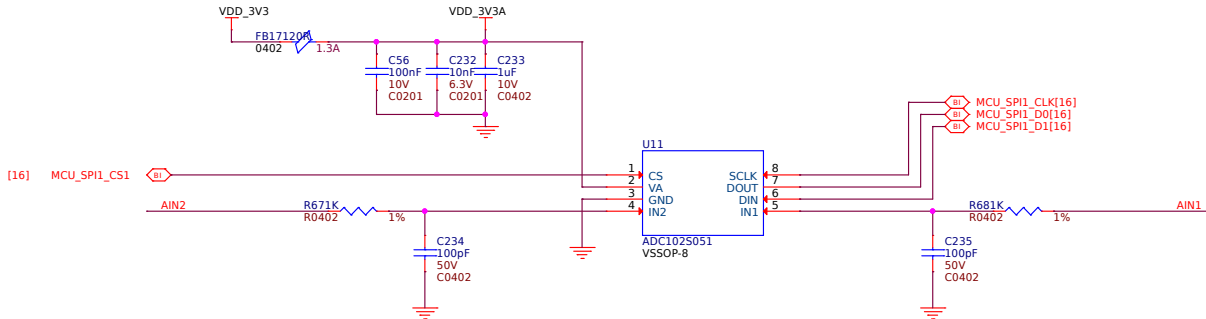 VDD_3V3
VDD_3V3A
FB17120R
0402
1.3A
C56
100nF
10V
C0201
C232
10nF
6.3V
C0201
C233
1uF
10V
C0402
BI
MCU_SPI1_CLK[16]
BI
MCU_SPI1_D0[16]
BI
MCU_SPI1_D1[16]
U11
[16]
MCU_SPI1_CS1
BI
1
CS
SCLK
8
2
VA
DOUT
7
3
GND
DIN
6
4
IN2
IN1
5
AIN2
R671K
R0402
1%
R681K
R0402
1%
AIN1
C234
100pF
50V
C0402
ADC102S051
VSSOP-8
C235
100pF
50V
C0402